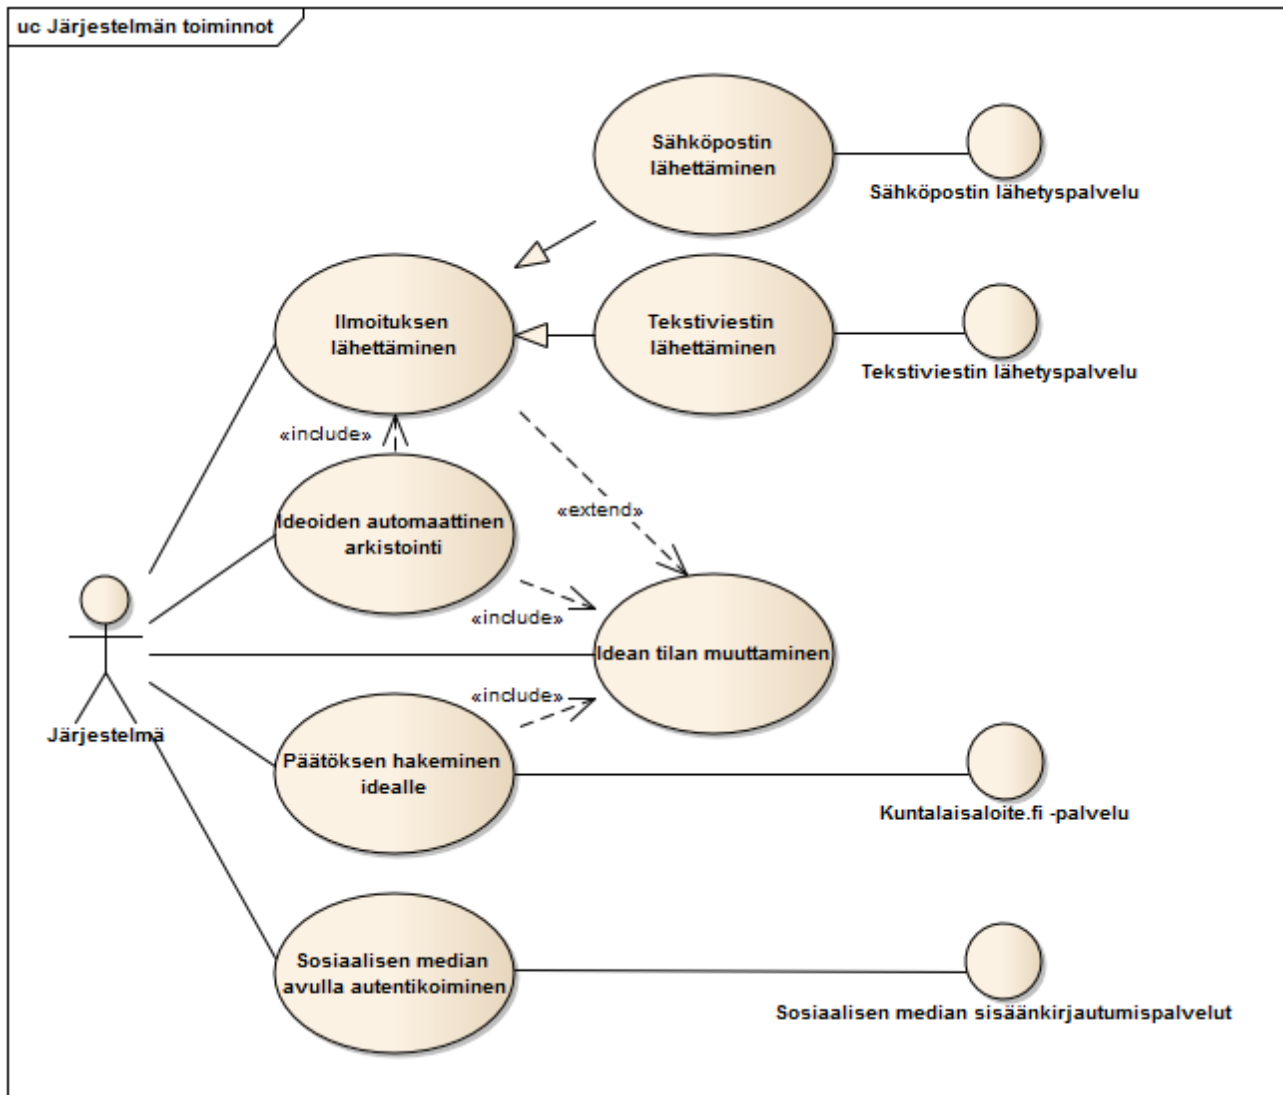 uc Järjestelmän toiminnot
Sähköpostin
lähettäminen
Sähköpostin lähetyspalvelu
Ilmoituksen
lähettäminen
Tekstiviestin
lähettäminen
Tekstiviestin lähetyspalvelu
«include»
«extend»
Ideoiden automaattinen
arkistointi
«include»
Idean tilan muuttaminen
«include»
Järjestelmä
Päätöksen hakeminen
idealle
Kuntalaisaloite.fi -palvelu
Sosiaalisen median
avulla autentikoiminen
Sosiaalisen median sisäänkirjautumispalvelut